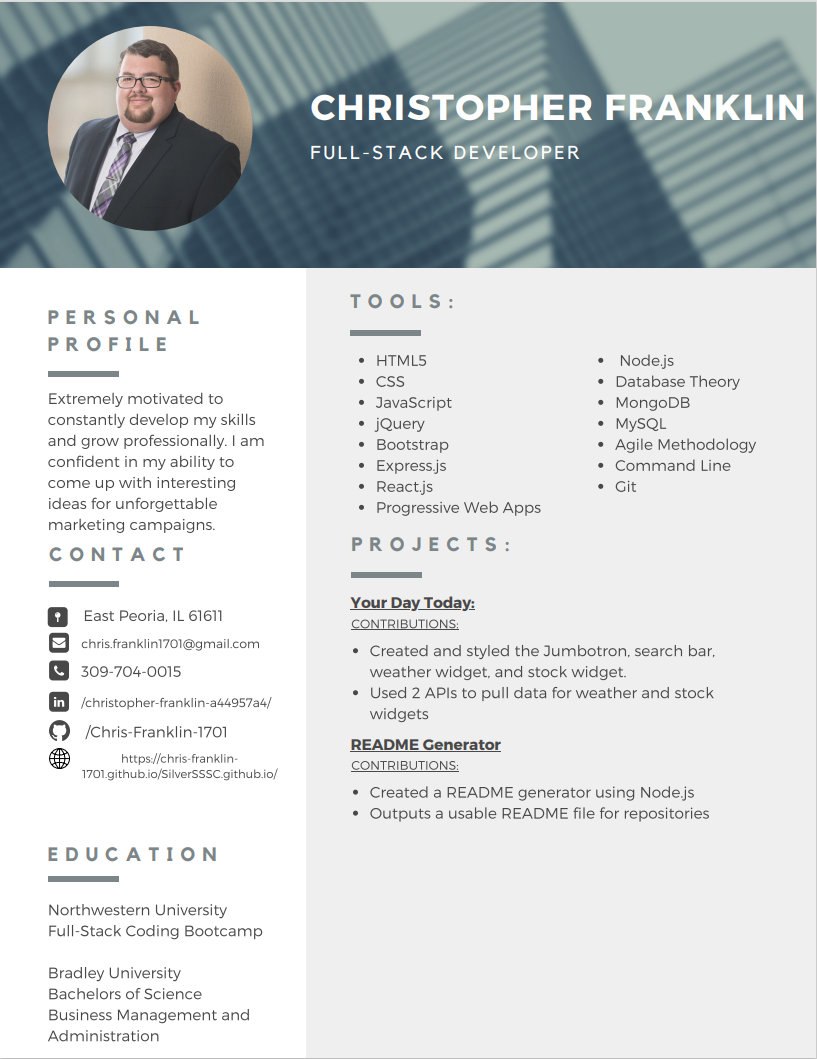 CHRISTOPHER FRANKLIN
FULL-STACK DEVELOPER
PERSONAL
PROFILE
Extremely motivated to
constantly develop my skills
and grow professionally. I am
confident in my ability to
come up with interesting
ideas for unforgettable
marketing campaigns.
CONTACT
East Peoria, IL 61611
chris.franklin1701@gmail.com
309-704-0015
/christopher-franklin-a44957a4/
/Chris-Franklin-1701
https://chris-franklin-
1701.github.io/SilverSSSC.github.io/
EDUCATION
Northwestern University
Full-Stack Coding Bootcamp
Bradley University
Bachelors of Science
Business Management and
Administration
TOOLS:
• HTML5
• CSS
• JavaScript
• jQuery
• Bootstrap
• Express.js
• React.js
• Progressive Web Apps
• Node.js
• Database Theory
• MongoDB
• MySQL
• Agile Methodology
• Command Line
• Git
PROJECTS:
Your Day Today:
CONTRIBUTIONS:
• Created and styled the Jumbotron, search bar,
weather widget, and stock widget.
• Used 2 APIs to pull data for weather and stock
widgets
README Generator
CONTRIBUTIONS:
• Created a README generator using Node.js
• Outputs a usable README file for repositories